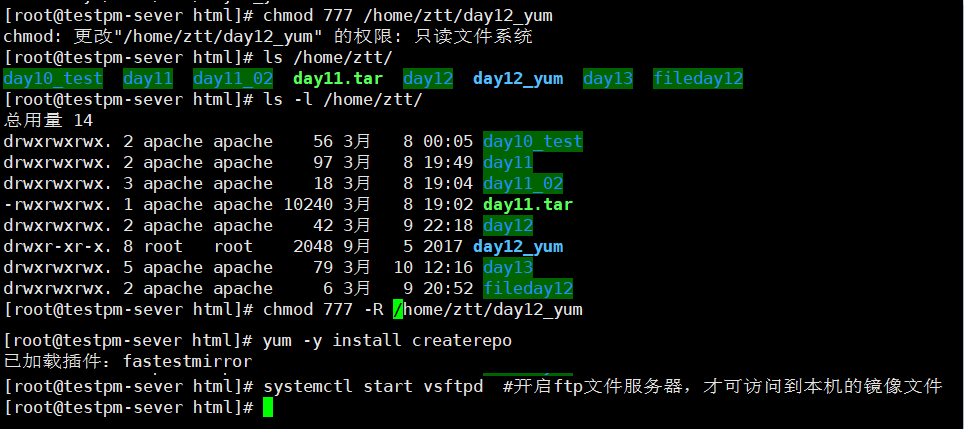 [root@testpm-sever html]# chmod 777 /home/ztt/day12_yum
chmod: 更改"/home/ztt/day12_yum" 的权限: 只读文件系统
[root@testpm-sever html]# ls /home/ztt/
day10_test  day11  day11_02  day11.tar  day12  day12_yum  day13  fileday12
[root@testpm-sever html]# ls -l /home/ztt/
总用量 14
drwxrwxrwx. 2 apache apache    56 3月   8 00:05 day10_test
drwxrwxrwx. 2 apache apache    97 3月   8 19:49 day11
drwxrwxrwx. 3 apache apache    18 3月   8 19:04 day11_02
-rwxrwxrwx. 1 apache apache 10240 3月   8 19:02 day11.tar
drwxrwxrwx. 2 apache apache    42 3月   9 22:18 day12
drwxr-xr-x. 8 root   root    2048 9月   5 2017 day12_yum
drwxrwxrwx. 5 apache apache    79 3月  10 12:16 day13
drwxrwxrwx. 2 apache apache     6 3月   9 20:52 fileday12
[root@testpm-sever html]# chmod 777 -R /home/ztt/day12_yum
[root@testpm-sever html]# yum -y install createrepo
已加载插件：fastestmirror
[root@testpm-sever html]# systemctl start vsftpd  #开启ftp文件服务器，才可访问到本机的镜像文件
[root@testpm-sever html]#